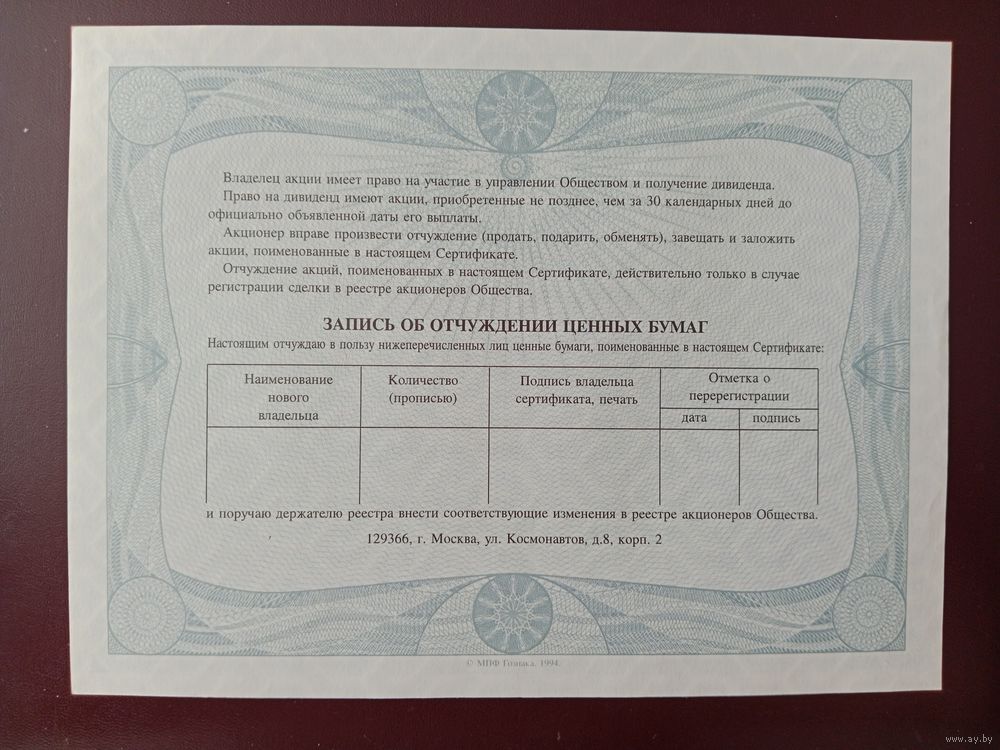 Владелец акции имеет право на участие в управлении Обществом и получение дивиденда.
Право на дивиденд имеют акции, приобретенные не позднее, чем за 30 календарных дней до
официально объявленной даты его выплаты.
Акционер вправе произвести отчуждение (продать, подарить, обменять), завещать и заложить
акции, поименованные в настоящем Сертификате.
Отчуждение акций, поименованных в настоящем Сертификате, действительно только в случае
регистрации сделки в реестре акционеров Общества.
ЗАПИСЬ ОБ ОТЧУЖДЕНИИ ЦЕННЫХ БУМАГ
Настоящим отчуждаю в пользу нижеперечисленных лиц ценные бумаги, поименованные в настоящем Сертификате:
Наименование
нового
владельца
Количество
(прописью)
Подпись владельца
сертификата, печать
Отметка о
перерегистрации
дата
подпись
и поручаю держателю реестра внести соответствующие изменения в реестре акционеров Общества.
129366, г. Москва, ул. Космонавтов, д.8, корп. 2
© МПФ Гознака. 1994.
www.ay.by